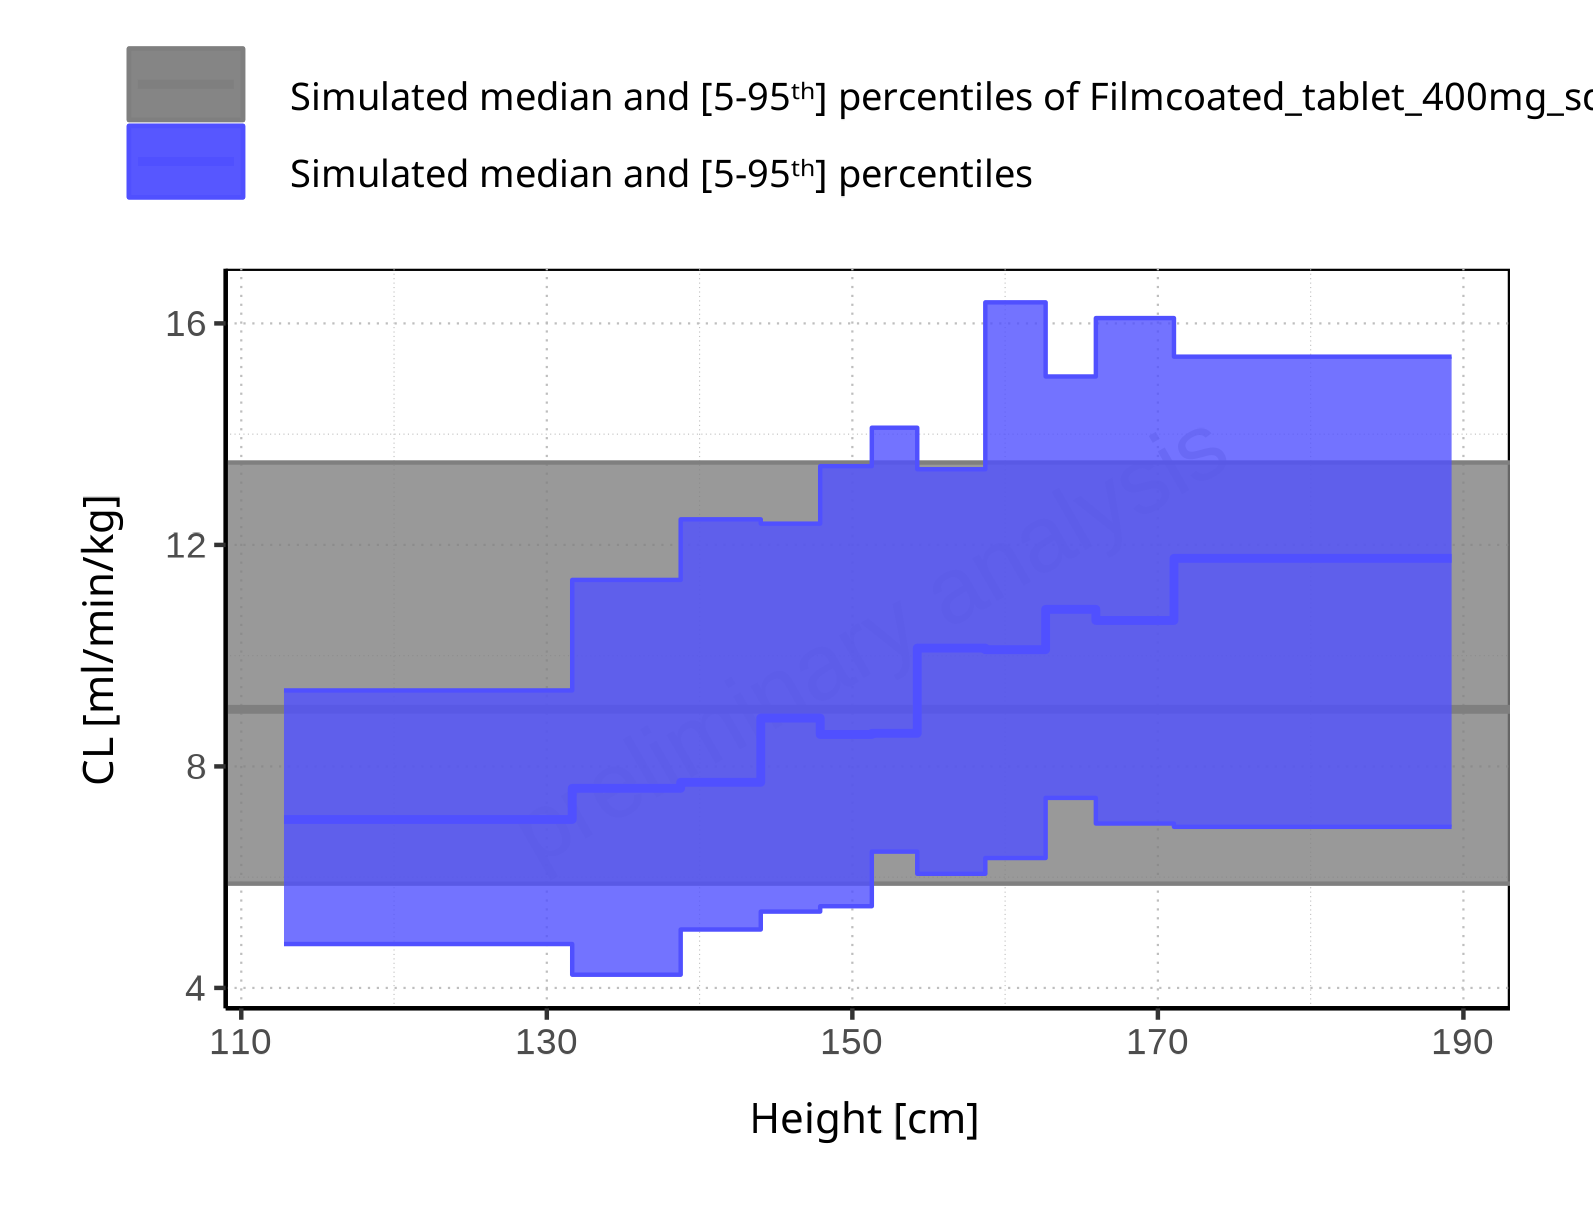 Simulated median and [5-95ᵗʰ] percentiles of Filmcoated_tablet_400mg_sc
Simulated median and [5-95ᵗʰ] percentiles
CL [ml/min/kg]
16
12
8
4
preliminary analysis
110 130 150 170 190
Height [cm]